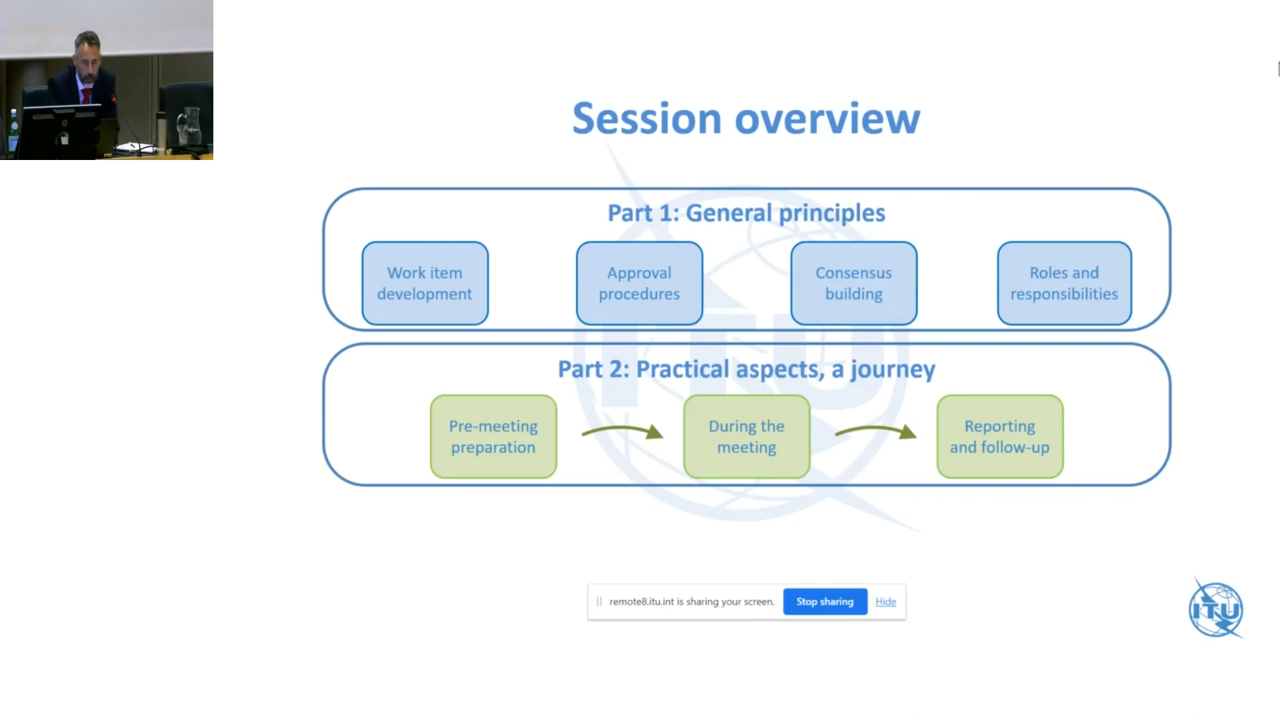 Session overview
Part 1: General principles
Work item
development
Approval
procedures
Consensus
building
Roles and
responsibilities
Part 2: Practical aspects, a journey
Pre-meeting
preparation
During the
meeting
Reporting
and follow-up
ITU
remote8.itu.int is sharing your screen.
Stop sharing
Hide
ITU